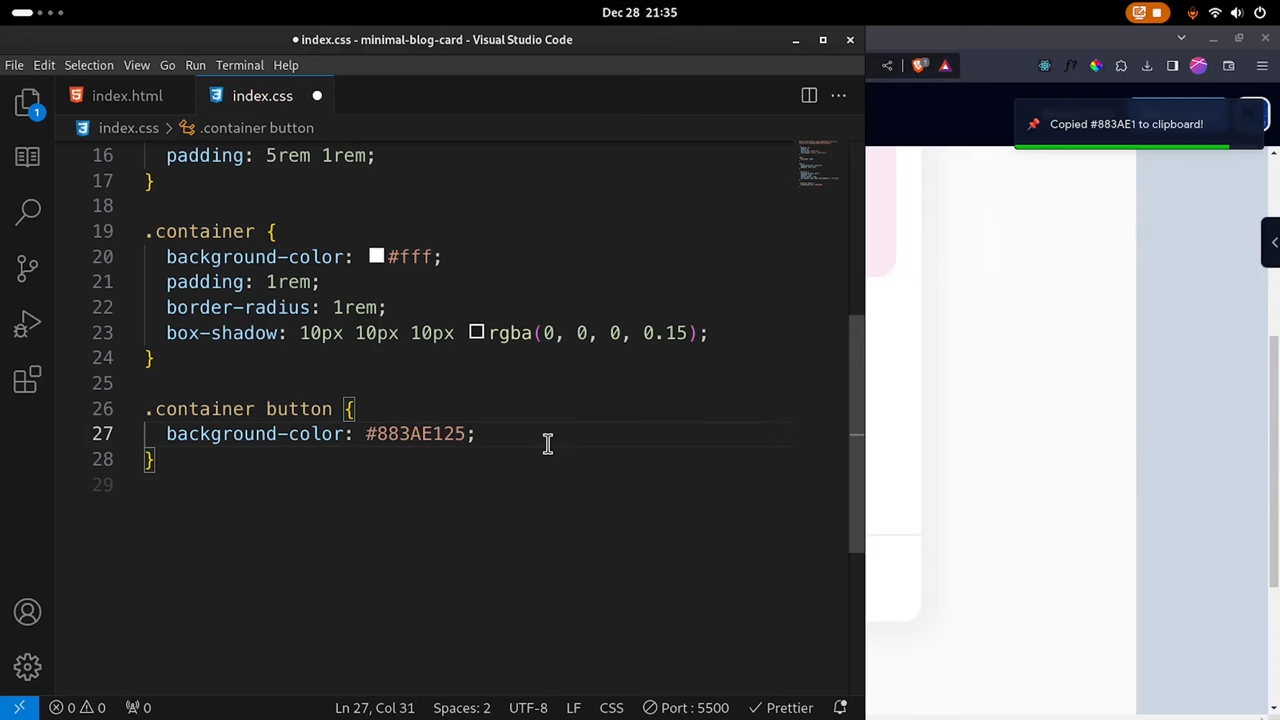 Dec 28 21:35
index.css - minimal-blog-card - Visual Studio Code
File Edit Selection View Go Run Terminal Help
index.html index.css
index.css .container button
Copied #883AE1 to clipboard!
16 padding: 5rem 1rem;
17 }
18
19 .container {
20 background-color: #fff;
21 padding: 1rem;
22 border-radius: 1rem;
23 box-shadow: 10px 10px 10px rgba(0, 0, 0, 0.15);
24 }
25
26 .container button {
27 background-color: #883AE125;
28 }
29
1
0 0 0 Ln 27, Col 31 Spaces: 2 UTF-8 LF CSS Port : 5500 Prettier